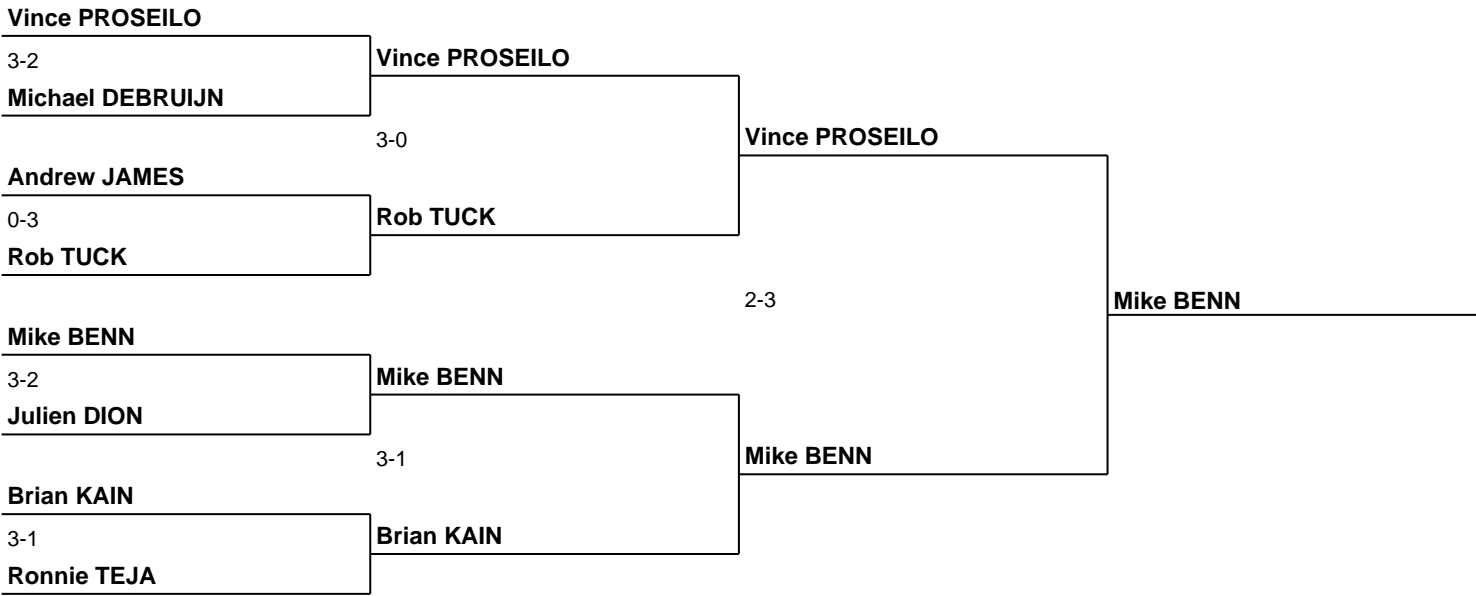 Vince PROSEILO
3-2
Vince PROSEILO
Michael DEBRUIJN
3-0
Vince PROSEILO
Andrew JAMES
0-3
Rob TUCK
Rob TUCK
2-3
Mike BENN
Mike BENN
3-2
Mike BENN
Julien DION
3-1
Mike BENN
Brian KAIN
3-1
Brian KAIN
Ronnie TEJA